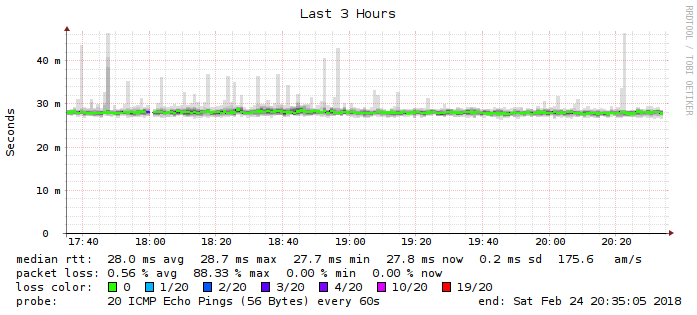 Last 3 Hours
RRDTOOL / TOBI OETIKER
Seconds
40 m
30 m
20 m
10 m
0
17:40 18:00 18:20 18:40 19:00 19:20 19:40 20:00 20:20
median rtt: 28.0 ms avg 28.7 ms max 27.7 ms min 27.8 ms now 0.2 ms sd 175.6 am/s
packet loss: 0.56 % avg 88.33 % max 0.00 % min 0.00 % now
loss color: 0 1/20 2/20 3/20 4/20 10/20 19/20
probe: 20 ICMP Echo Pings (56 Bytes) every 60s end: Sat Feb 24 20:35:05 2018